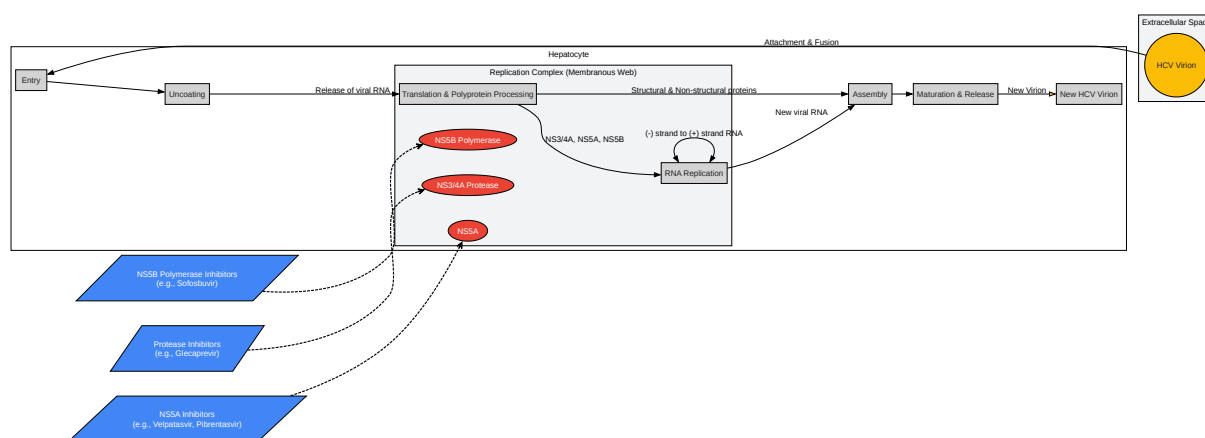 Extracellular Spac
Attachment & Fusion
Hepatocyte
HCV Virion
Entry
Replication Complex (Membranous Web)
Uncoating
Release of viral RNA
Translation & Polyprotein Processing
Structural & Non-structural proteins
Assembly
Maturation & Release
New Virion
New HCV Virion
New viral RNA
NS5B Polymerase
NS3/4A, NS5A, NS5B
(-) strand to (+) strand RNA
RNA Replication
NS3/4A Protease
NS5A
NS5B Polymerase Inhibitors
(e.g., Sofosbuvir)
Protease Inhibitors
(e.g., Glecaprevir)
NS5A Inhibitors
(e.g., Velpatasvir, Pibrentasvir)